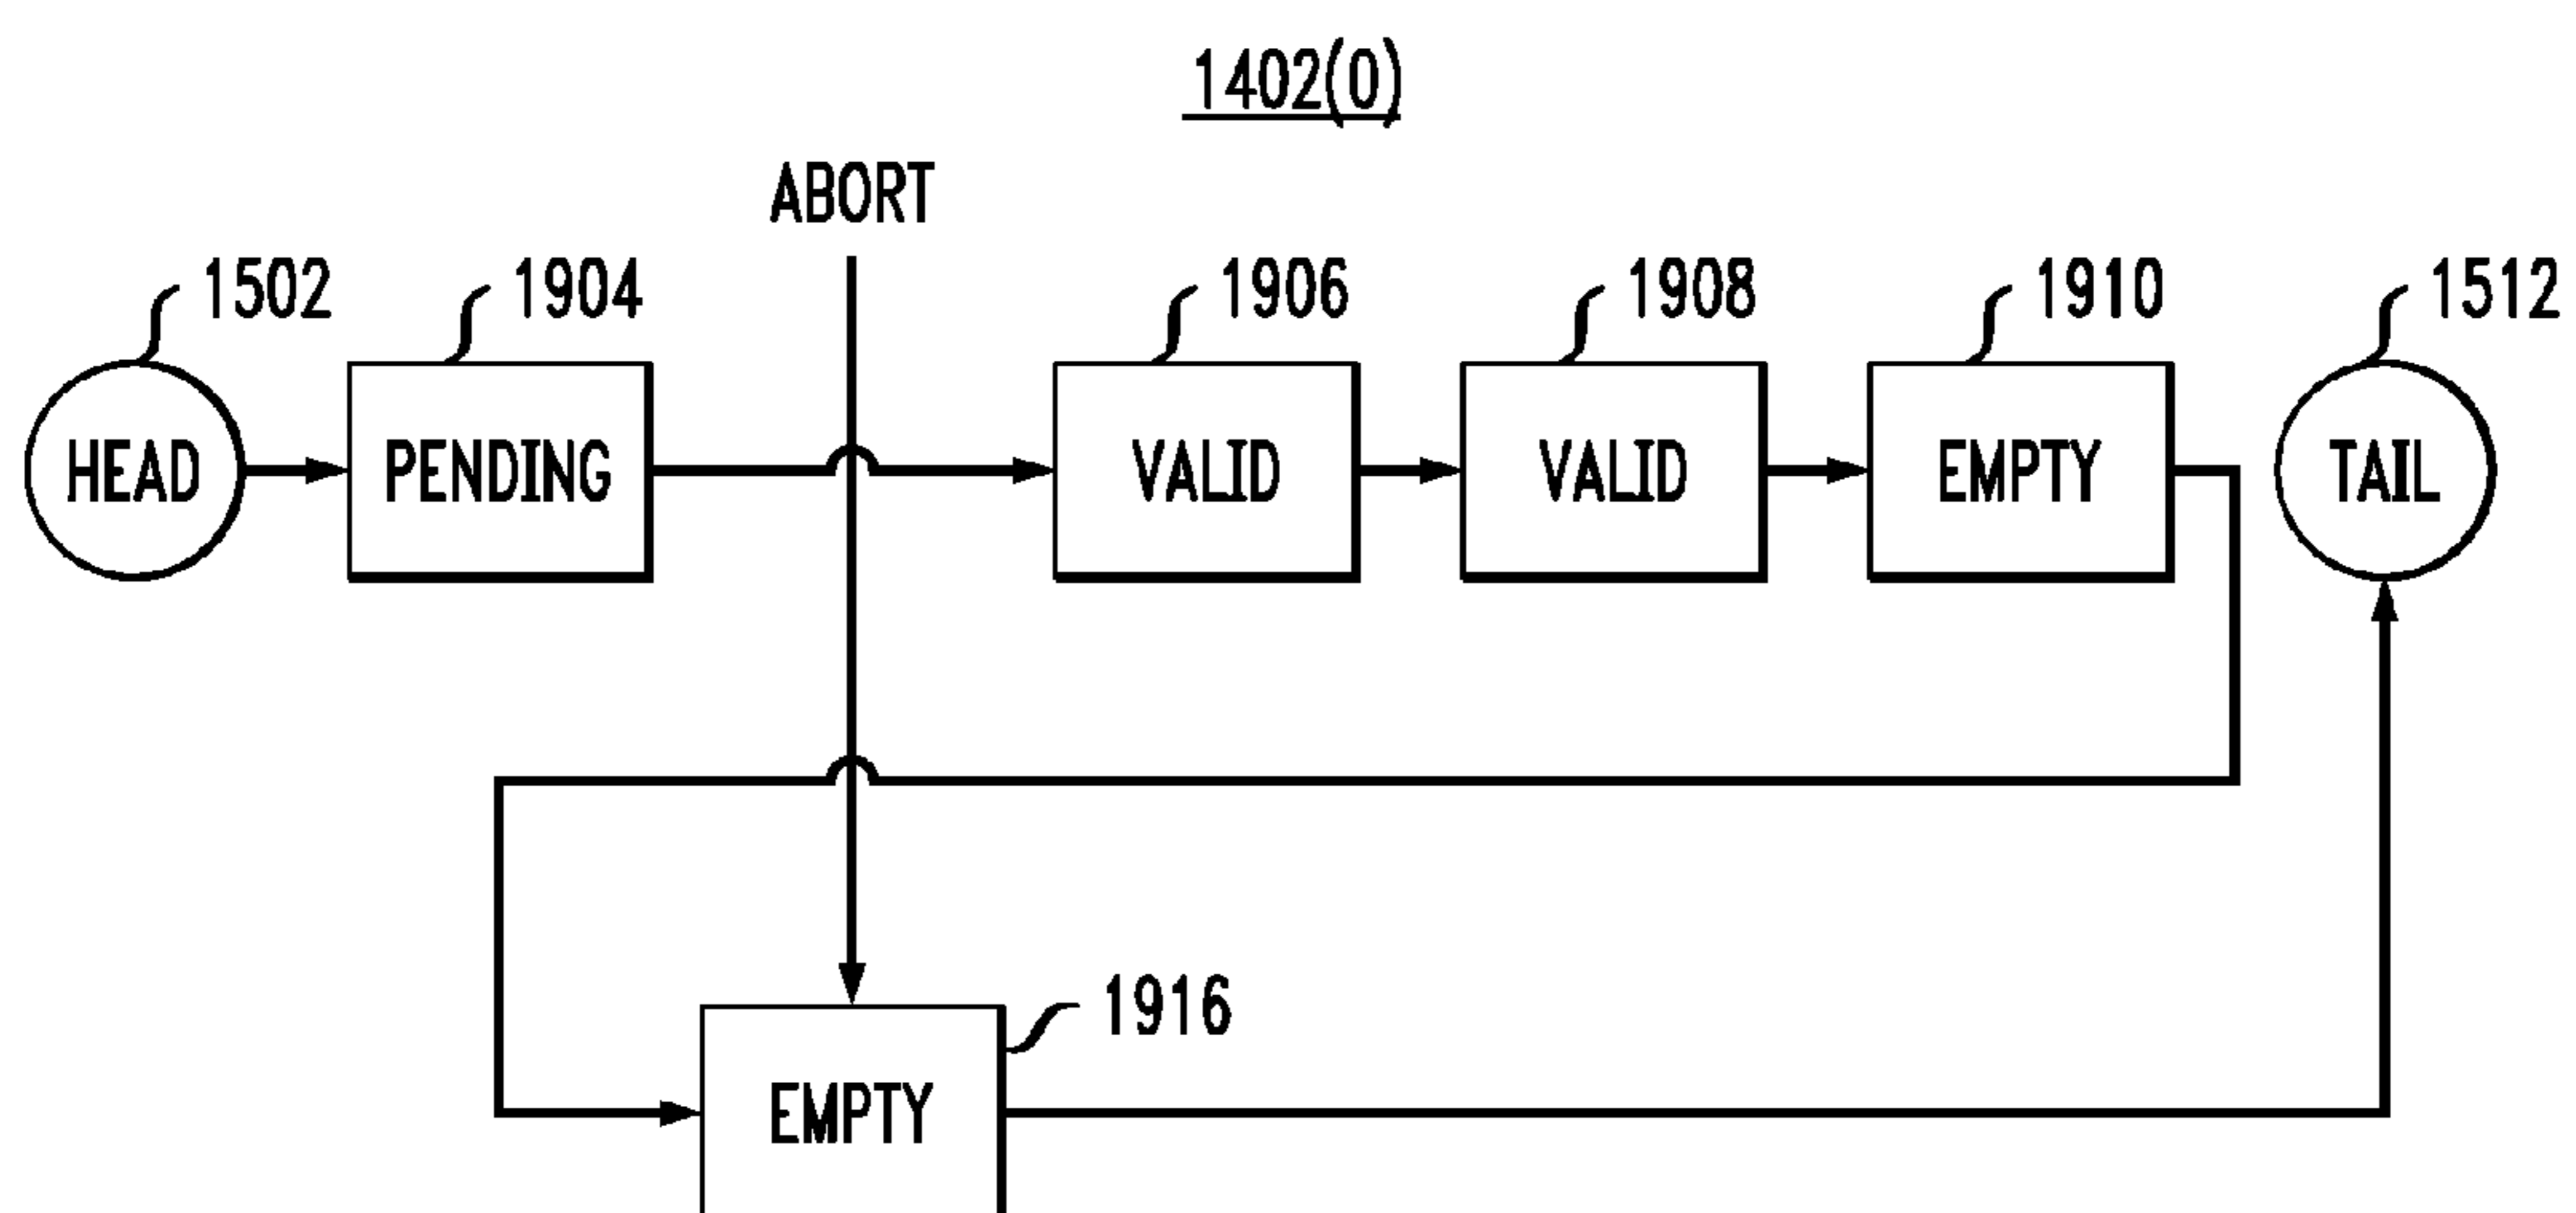 1402(0)
ABORT
1502 1904 1906 1908 1910 1512
HEAD PENDING VALID VALID EMPTY TAIL
1916
EMPTY